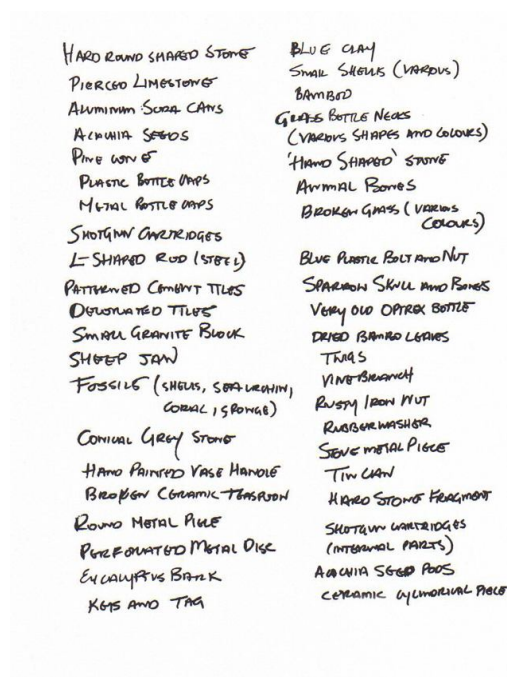 HARD ROUND SHAPED STONE
PIERCED LIMESTONE
ALUMINUM SODA CANS
ACACHIA SEEDS
PINE CONE
PLASTIC BOTTLE CAPS
METAL BOTTLE CAPS
SHOTGUN CARTRIDGES
L-SHAPED ROD (STEEL)
PATTERNED CEMENT TILES
DECORATED TILES
SMALL GRANITE BLOCK
SHEEP JAW
FOSSILS (SHELLS, SEA URCHIN,
CORAL, SPONGE)
CONICAL GREY STONE
HAND PAINTED VASE HANDLE
BROKEN CERAMIC TEASPOON
ROUND METAL PIECE
PERFORATED METAL DISC
EUCALYPTUS BARK
KEYS AND TAG
BLUE CLAY
SMALL SHELLS (VARIOUS)
BAMBOO
GLASS BOTTLE NECKS
(VARIOUS SHAPES AND COLOURS)
'HAND SHAPED' STONE
ANIMAL BONES
BROKEN GLASS (VARIOUS
COLOURS)
BLUE PLASTIC BOLT AND NUT
SPARROW SKULL AND BONES
VERY OLD OPTREX BOTTLE
DRIED BAMBOO LEAVES
TWIGS
VINE BRANCH
RUSTY IRON NUT
RUBBER WASHER
METAL PIECE
TIN CAN
HARD STONE FRAGMENT
SHOTGUN CARTRIDGES
(INTERNAL PARTS)
ACACHIA SEED PODS
CERAMIC CYLINDRICAL PIECE